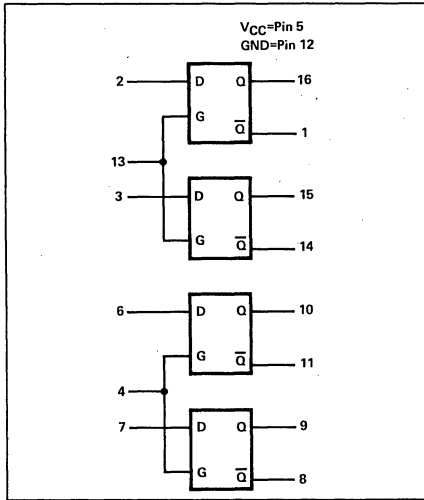 VCC=Pin 5
GND=Pin 12
2 D Q 16
G Q̅ 1
13
3 D Q 15
G Q̅ 14
6 D Q 10
G Q̅ 11
4
7 D Q 9
G Q̅ 8